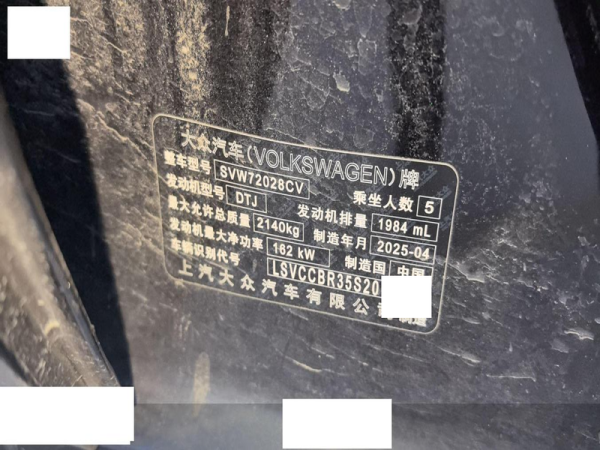 大众汽车(VOLKSWAGEN)牌
整车型号 SVW72028CV 乘坐人数 5
发动机型号 DTJ 发动机排量 1984 mL
最大允许总质量 2140kg 制造年月 2025-04
发动机最大净功率 162 kW 制造国 中国
车辆识别代号 LSVCCBR35S20
上汽大众汽车有限公司制造